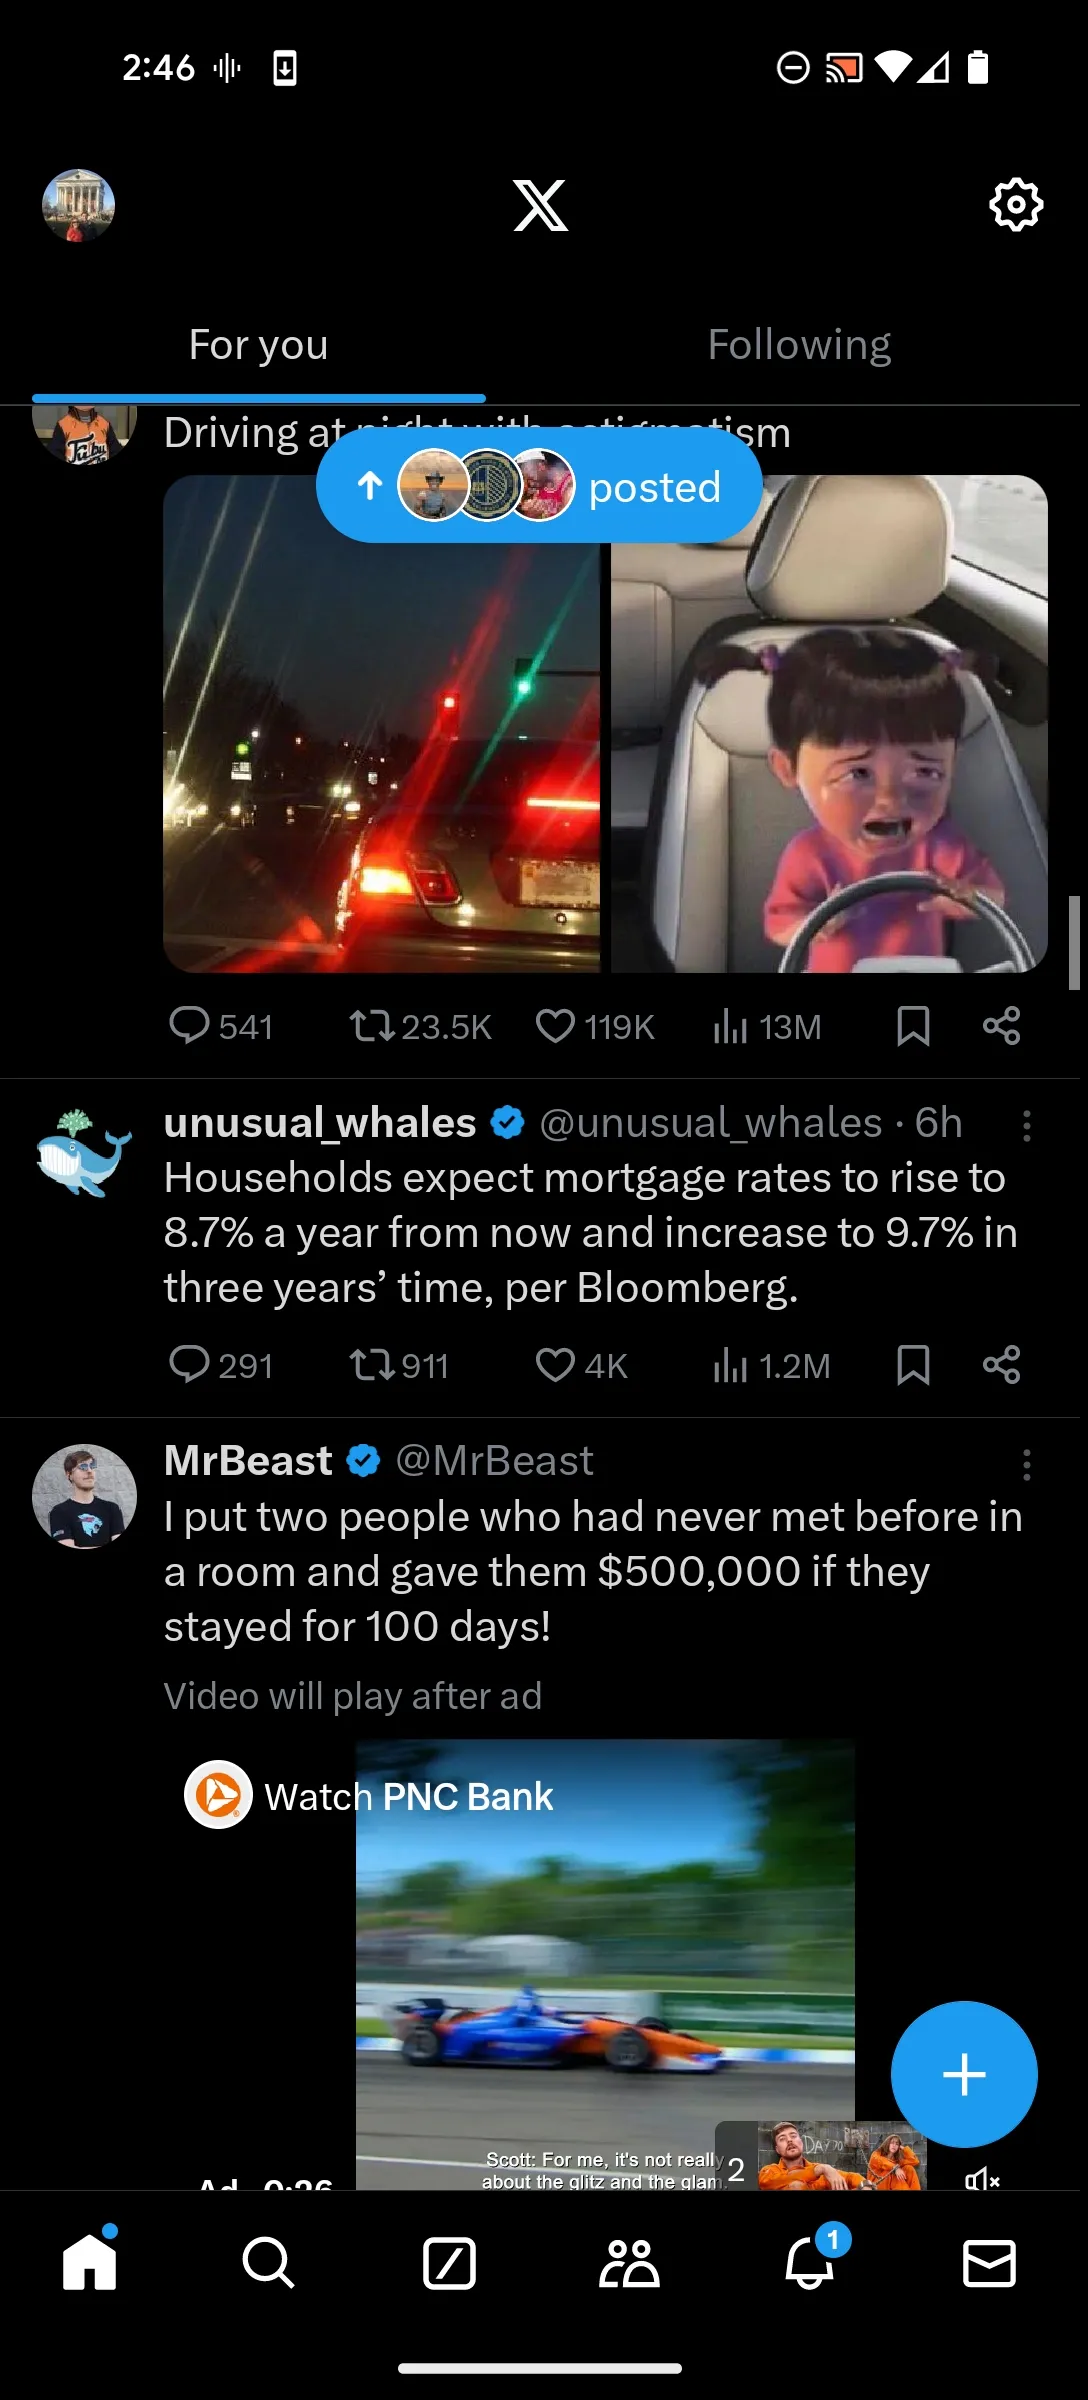 2:46
For you
Following
Driving at night with astigmatism
posted
541 23.5K 119K 13M
unusual_whales @unusual_whales · 6h
Households expect mortgage rates to rise to
8.7% a year from now and increase to 9.7% in
three years’ time, per Bloomberg.
291 911 4K 1.2M
MrBeast @MrBeast
I put two people who had never met before in
a room and gave them $500,000 if they
stayed for 100 days!
Video will play after ad
Watch PNC Bank
Scott: For me, it's not really
about the glitz and the glam.
2
DAY 70
Ad 0:26
1